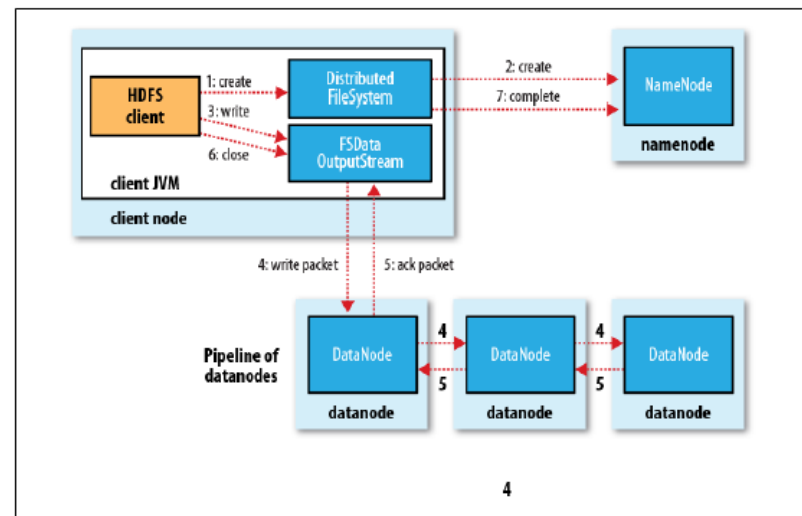 1: create
Distributed
FileSystem
2: create
NameNode
HDFS
client
3: write
7: complete
FSData
OutputStream
6: close
namenode
client JVM
client node
4: write packet
5: ack packet
Pipeline of
datanodes
DataNode
4
DataNode
4
DataNode
5
5
datanode
datanode
datanode
4